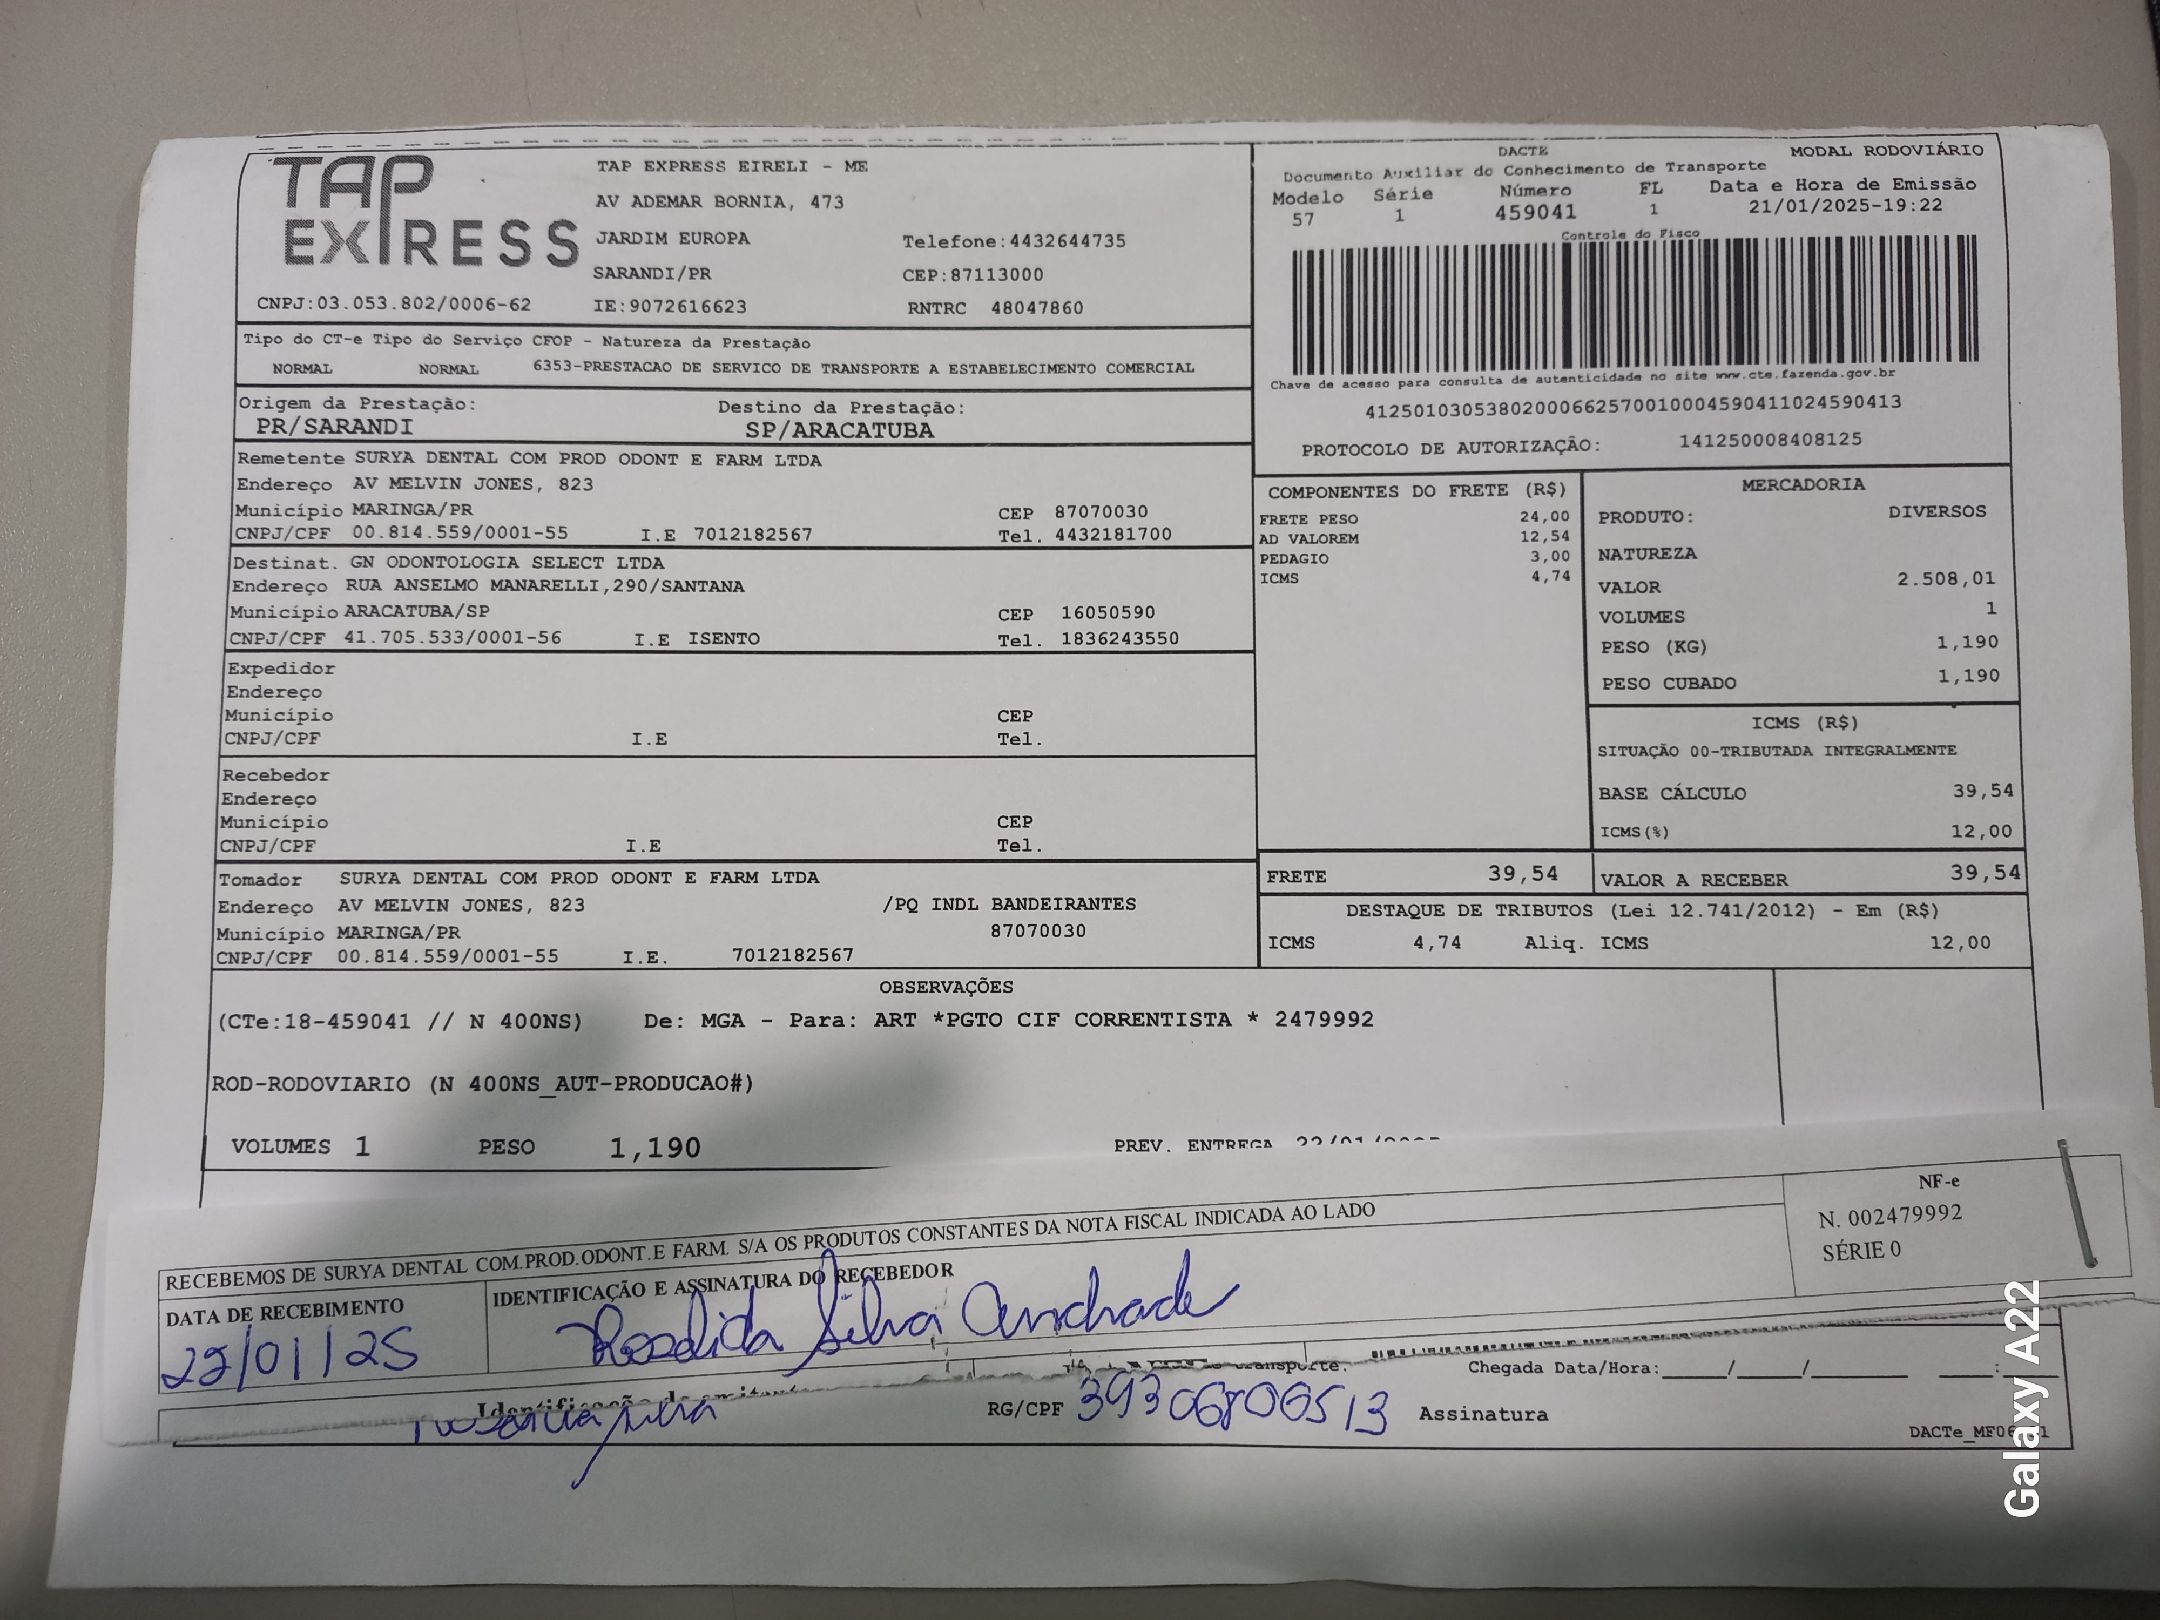 TAP EXPRESS
TAP EXPRESS EIRELI - ME
AV ADEMAR BORNIA, 473
JARDIM EUROPA Telefone:4432644735
SARANDI/PR CEP:87113000
CNPJ:03.053.802/0006-62 IE:9072616623 RNTRC 48047860
DACTE MODAL RODOVIÁRIO
Documento Auxiliar do Conhecimento de Transporte
Modelo Série Número FL Data e Hora de Emissão
57 1 459041 1 21/01/2025-19:22
Controle do Fisco
Chave de acesso para consulta de autenticidade no site www.cte.fazenda.gov.br
41250103053802000662570010004590411024590413
PROTOCOLO DE AUTORIZAÇÃO: 141250008408125
Tipo do CT-e Tipo do Serviço CFOP - Natureza da Prestação
NORMAL NORMAL 6353-PRESTACAO DE SERVICO DE TRANSPORTE A ESTABELECIMENTO COMERCIAL
Origem da Prestação: Destino da Prestação:
PR/SARANDI SP/ARACATUBA
Remetente SURYA DENTAL COM PROD ODONT E FARM LTDA
Endereço AV MELVIN JONES, 823
Município MARINGA/PR CEP 87070030
CNPJ/CPF 00.814.559/0001-55 I.E 7012182567 Tel. 4432181700
Destinat. GN ODONTOLOGIA SELECT LTDA
Endereço RUA ANSELMO MANARELLI,290/SANTANA
Município ARACATUBA/SP CEP 16050590
CNPJ/CPF 41.705.533/0001-56 I.E ISENTO Tel. 1836243550
Expedidor
Endereço
Município CEP
CNPJ/CPF I.E Tel.
Recebedor
Endereço
Município CEP
CNPJ/CPF I.E Tel.
Tomador SURYA DENTAL COM PROD ODONT E FARM LTDA
Endereço AV MELVIN JONES, 823 /PQ INDL BANDEIRANTES
Município MARINGA/PR 87070030
CNPJ/CPF 00.814.559/0001-55 I.E. 7012182567
COMPONENTES DO FRETE (R$)
FRETE PESO 24,00
AD VALOREM 12,54
PEDAGIO 3,00
ICMS 4,74
MERCADORIA
PRODUTO: DIVERSOS
NATUREZA
VALOR 2.508,01
VOLUMES 1
PESO (KG) 1,190
PESO CUBADO 1,190
ICMS (R$)
SITUAÇÃO 00-TRIBUTADA INTEGRALMENTE
BASE CÁLCULO 39,54
ICMS(%) 12,00
FRETE 39,54 VALOR A RECEBER 39,54
DESTAQUE DE TRIBUTOS (Lei 12.741/2012) - Em (R$)
ICMS 4,74 Aliq. ICMS 12,00
OBSERVAÇÕES
(CTe:18-459041 // N 400NS) De: MGA - Para: ART *PGTO CIF CORRENTISTA * 2479992
ROD-RODOVIARIO (N 400NS_AUT-PRODUCAO#)
VOLUMES 1 PESO 1,190 PREV. ENTREGA
RECEBEMOS DE SURYA DENTAL COM.PROD.ODONT.E FARM. S/A OS PRODUTOS CONSTANTES DA NOTA FISCAL INDICADA AO LADO
NF-e
N. 002479992
SÉRIE 0
DATA DE RECEBIMENTO IDENTIFICAÇÃO E ASSINATURA DO RECEBEDOR
22/01/25 Silva Andrade
Chegada Data/Hora:____/____/______ ____:
RG/CPF 39306806513 Assinatura
Galaxy A22